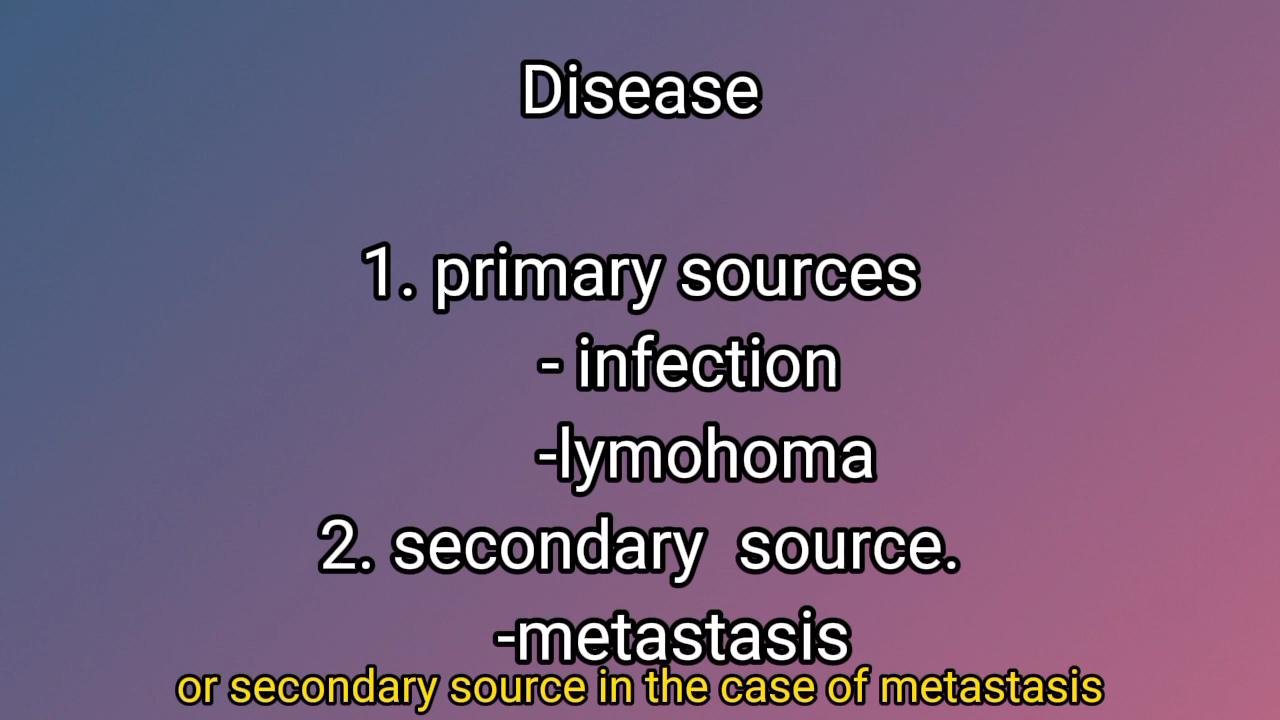 Disease
1. primary sources
- infection
-lymohoma
2. secondary  source.
-metastasis
or secondary source in the case of metastasis